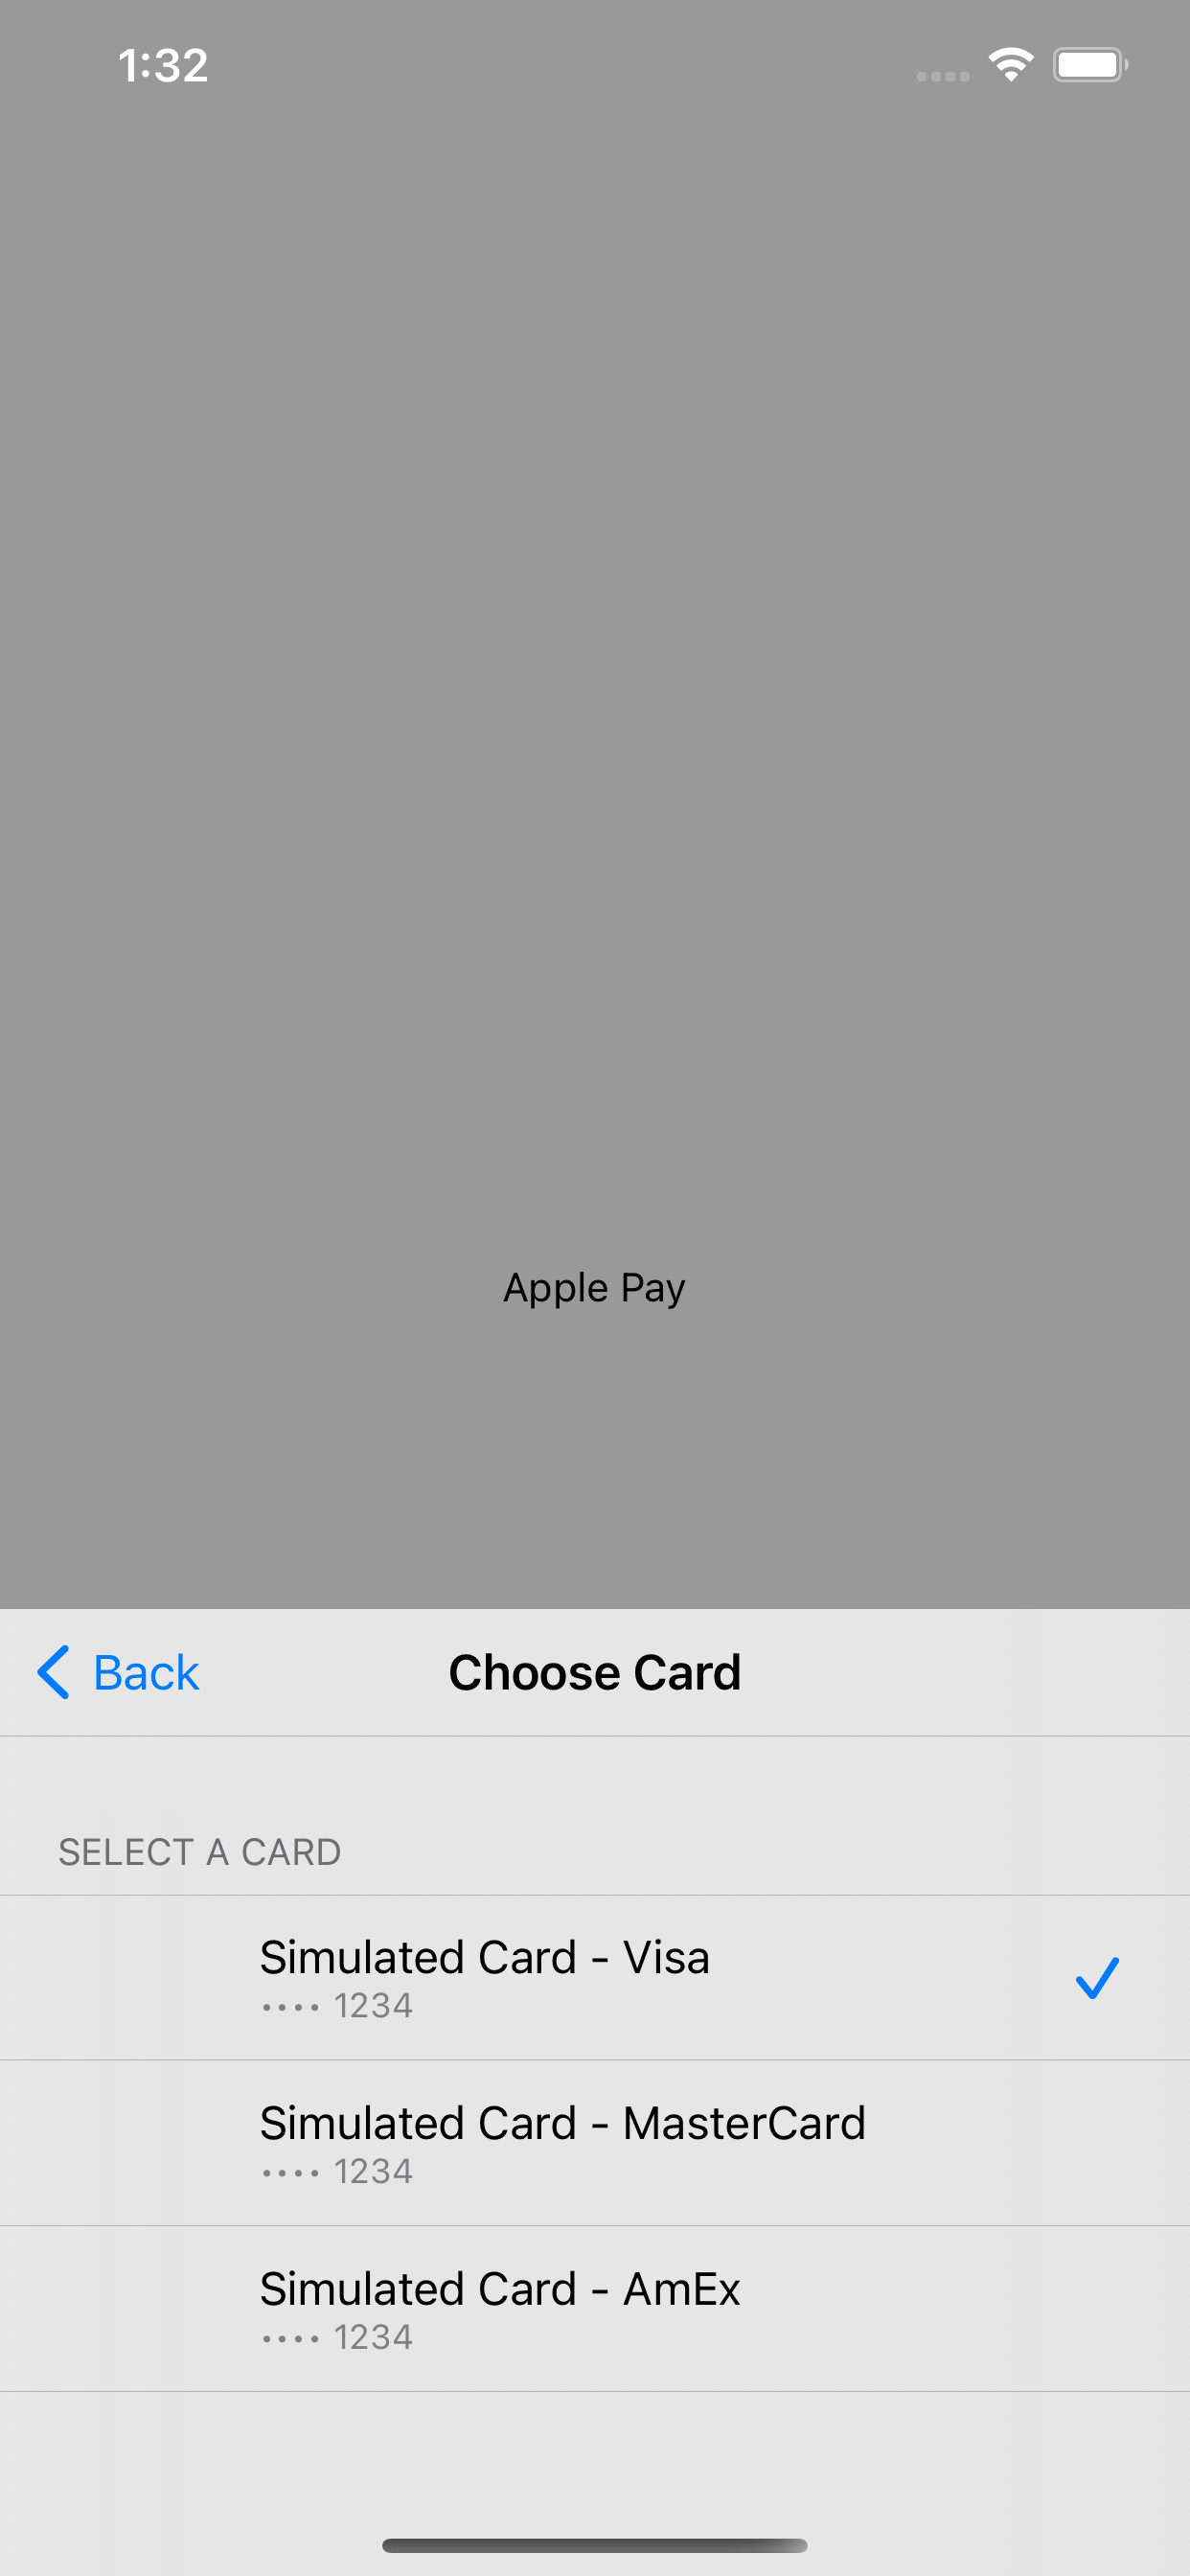 1:32
Apple Pay
Back
Choose Card
SELECT A CARD
Simulated Card - Visa
•••• 1234
Simulated Card - MasterCard
•••• 1234
Simulated Card - AmEx
•••• 1234